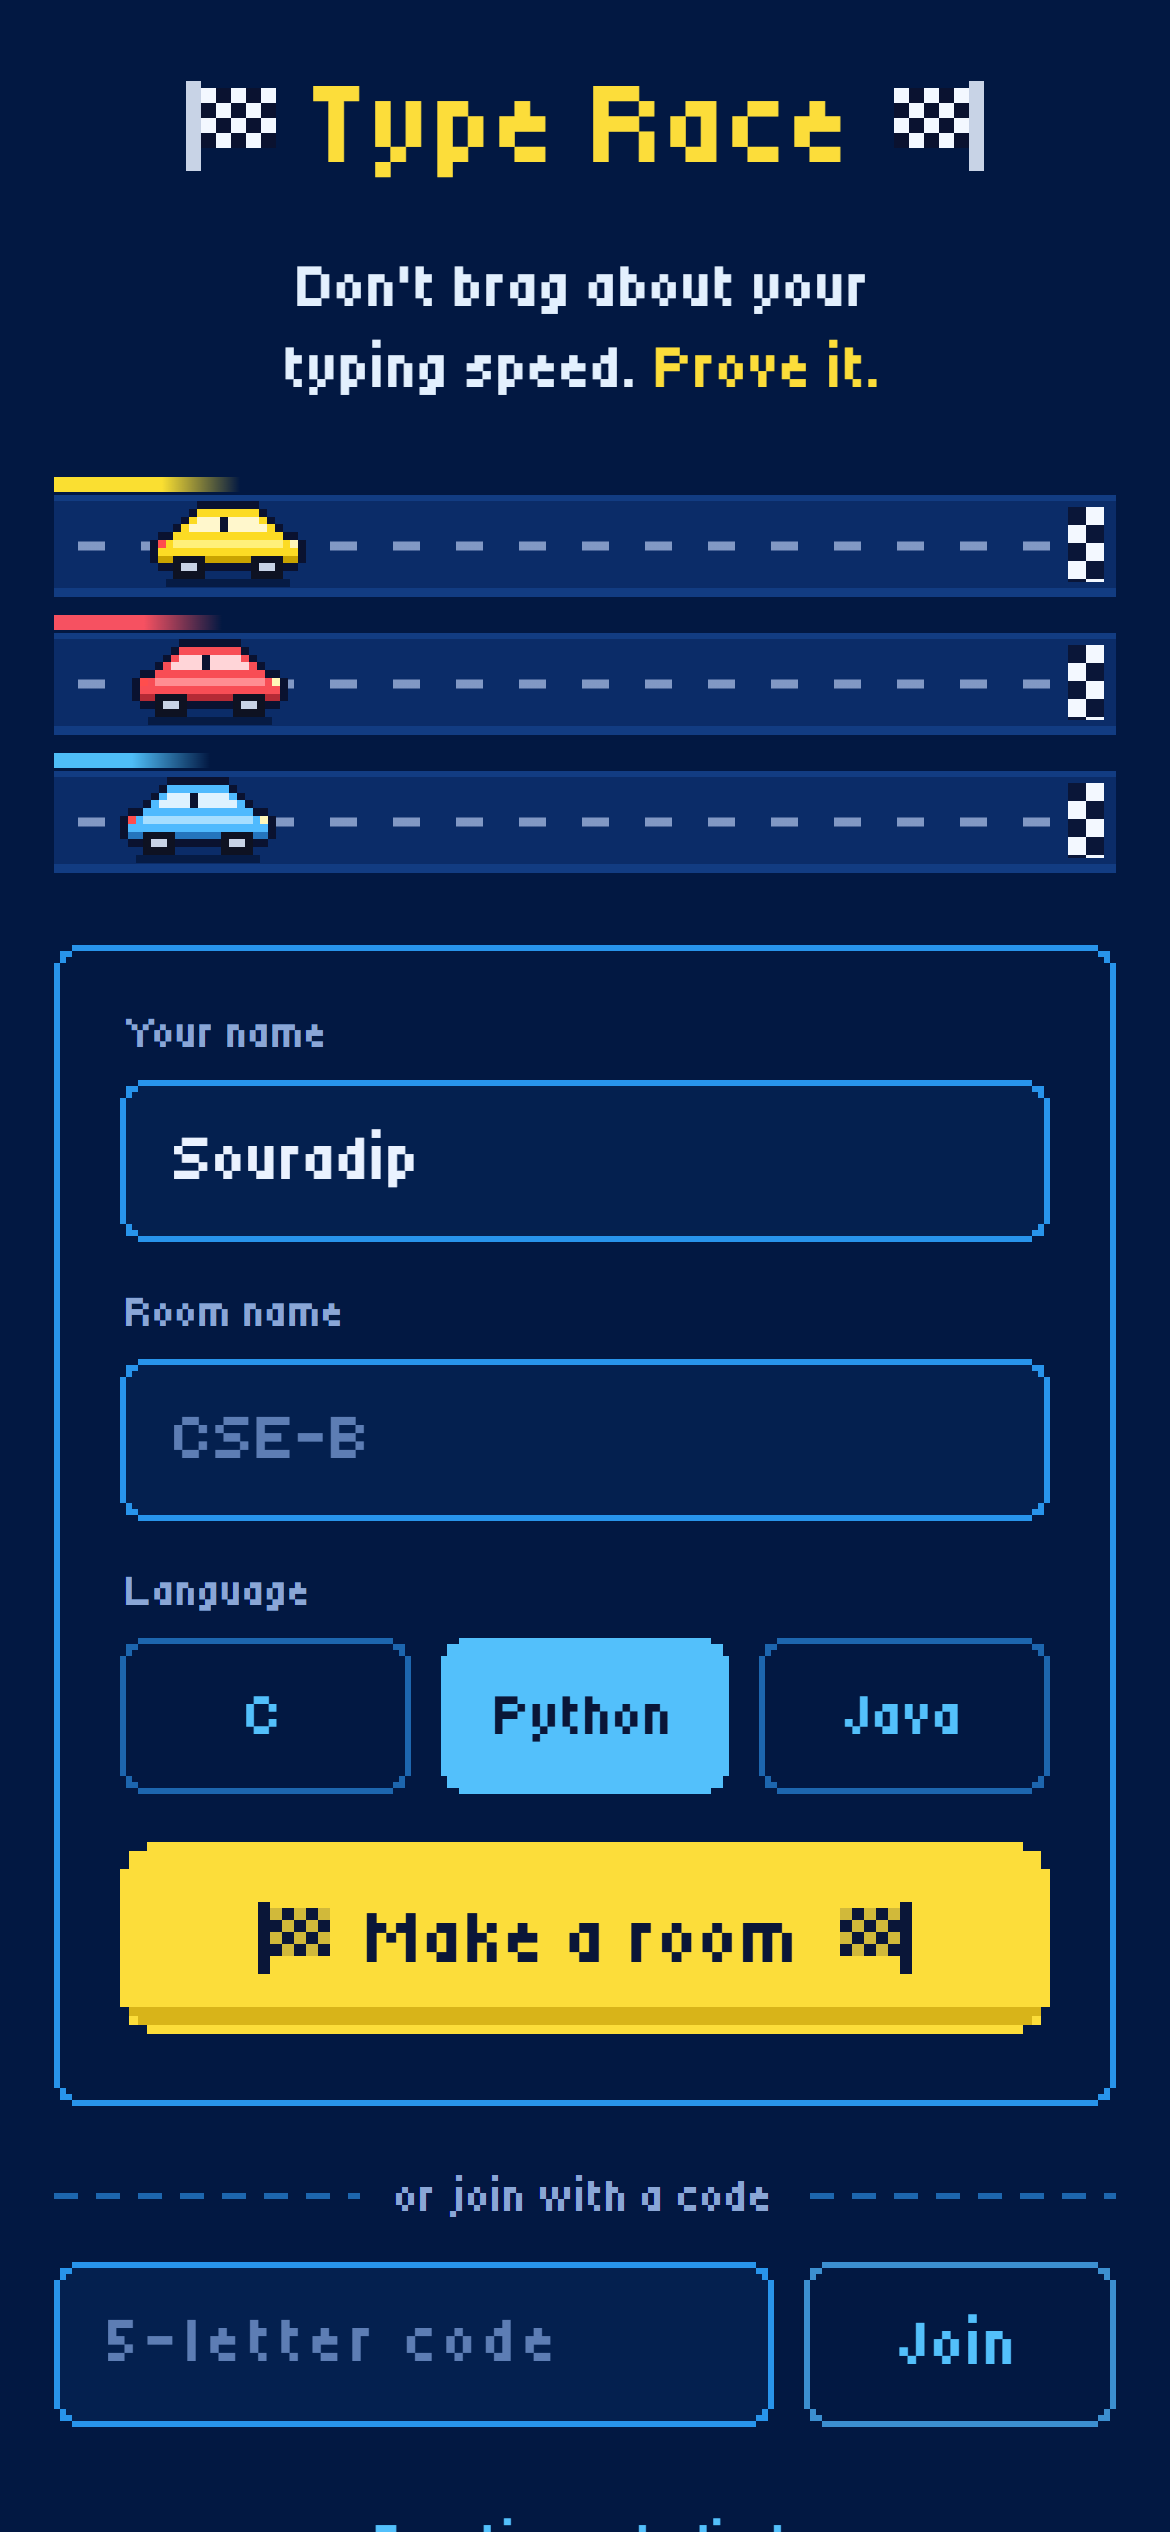 Type Race
Don't brag about your
typing speed. Prove it.
Your name
Souradip
Room name
CSE-B
Language
C
Python
Java
Make a room
or join with a code
5-letter code
Join